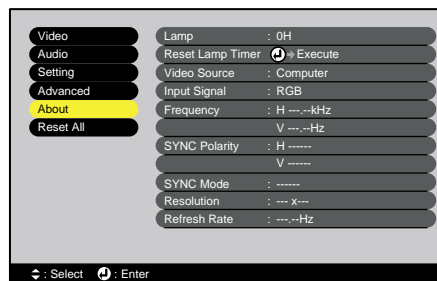 Video
Audio
Setting
Advanced
About
Reset All
Lamp : 0H
Reset Lamp Timer Execute
Video Source : Computer
Input Signal : RGB
Frequency : H ---.--kHz
V ---.--Hz
SYNC Polarity : H ------
V ------
SYNC Mode : ------
Resolution : --- x---
Refresh Rate : ---.--Hz
: Select : Enter